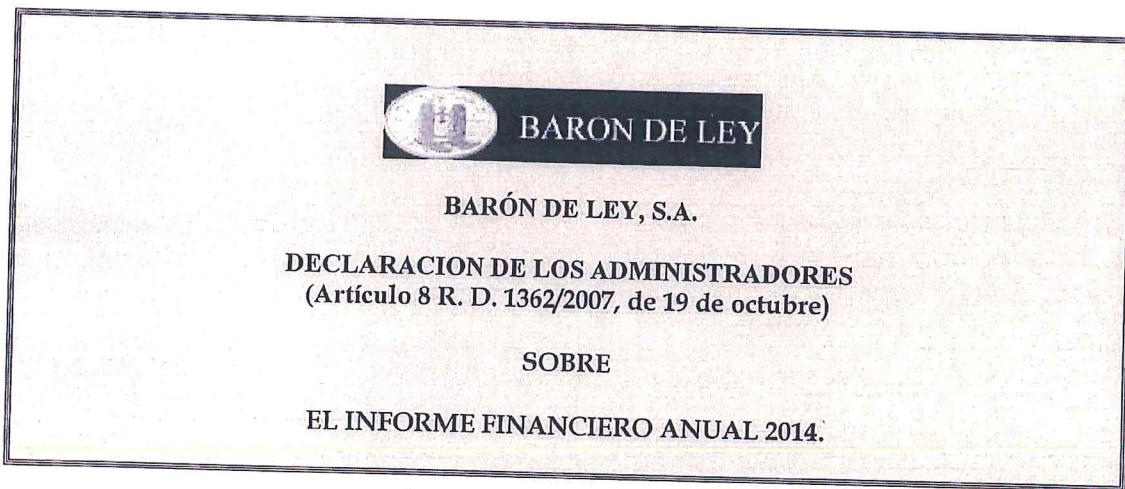 BARON DE LEY
BARÓN DE LEY, S.A.
DECLARACION DE LOS ADMINISTRADORES
(Artículo 8 R. D. 1362/2007, de 19 de octubre)
SOBRE
EL INFORME FINANCIERO ANUAL 2014.